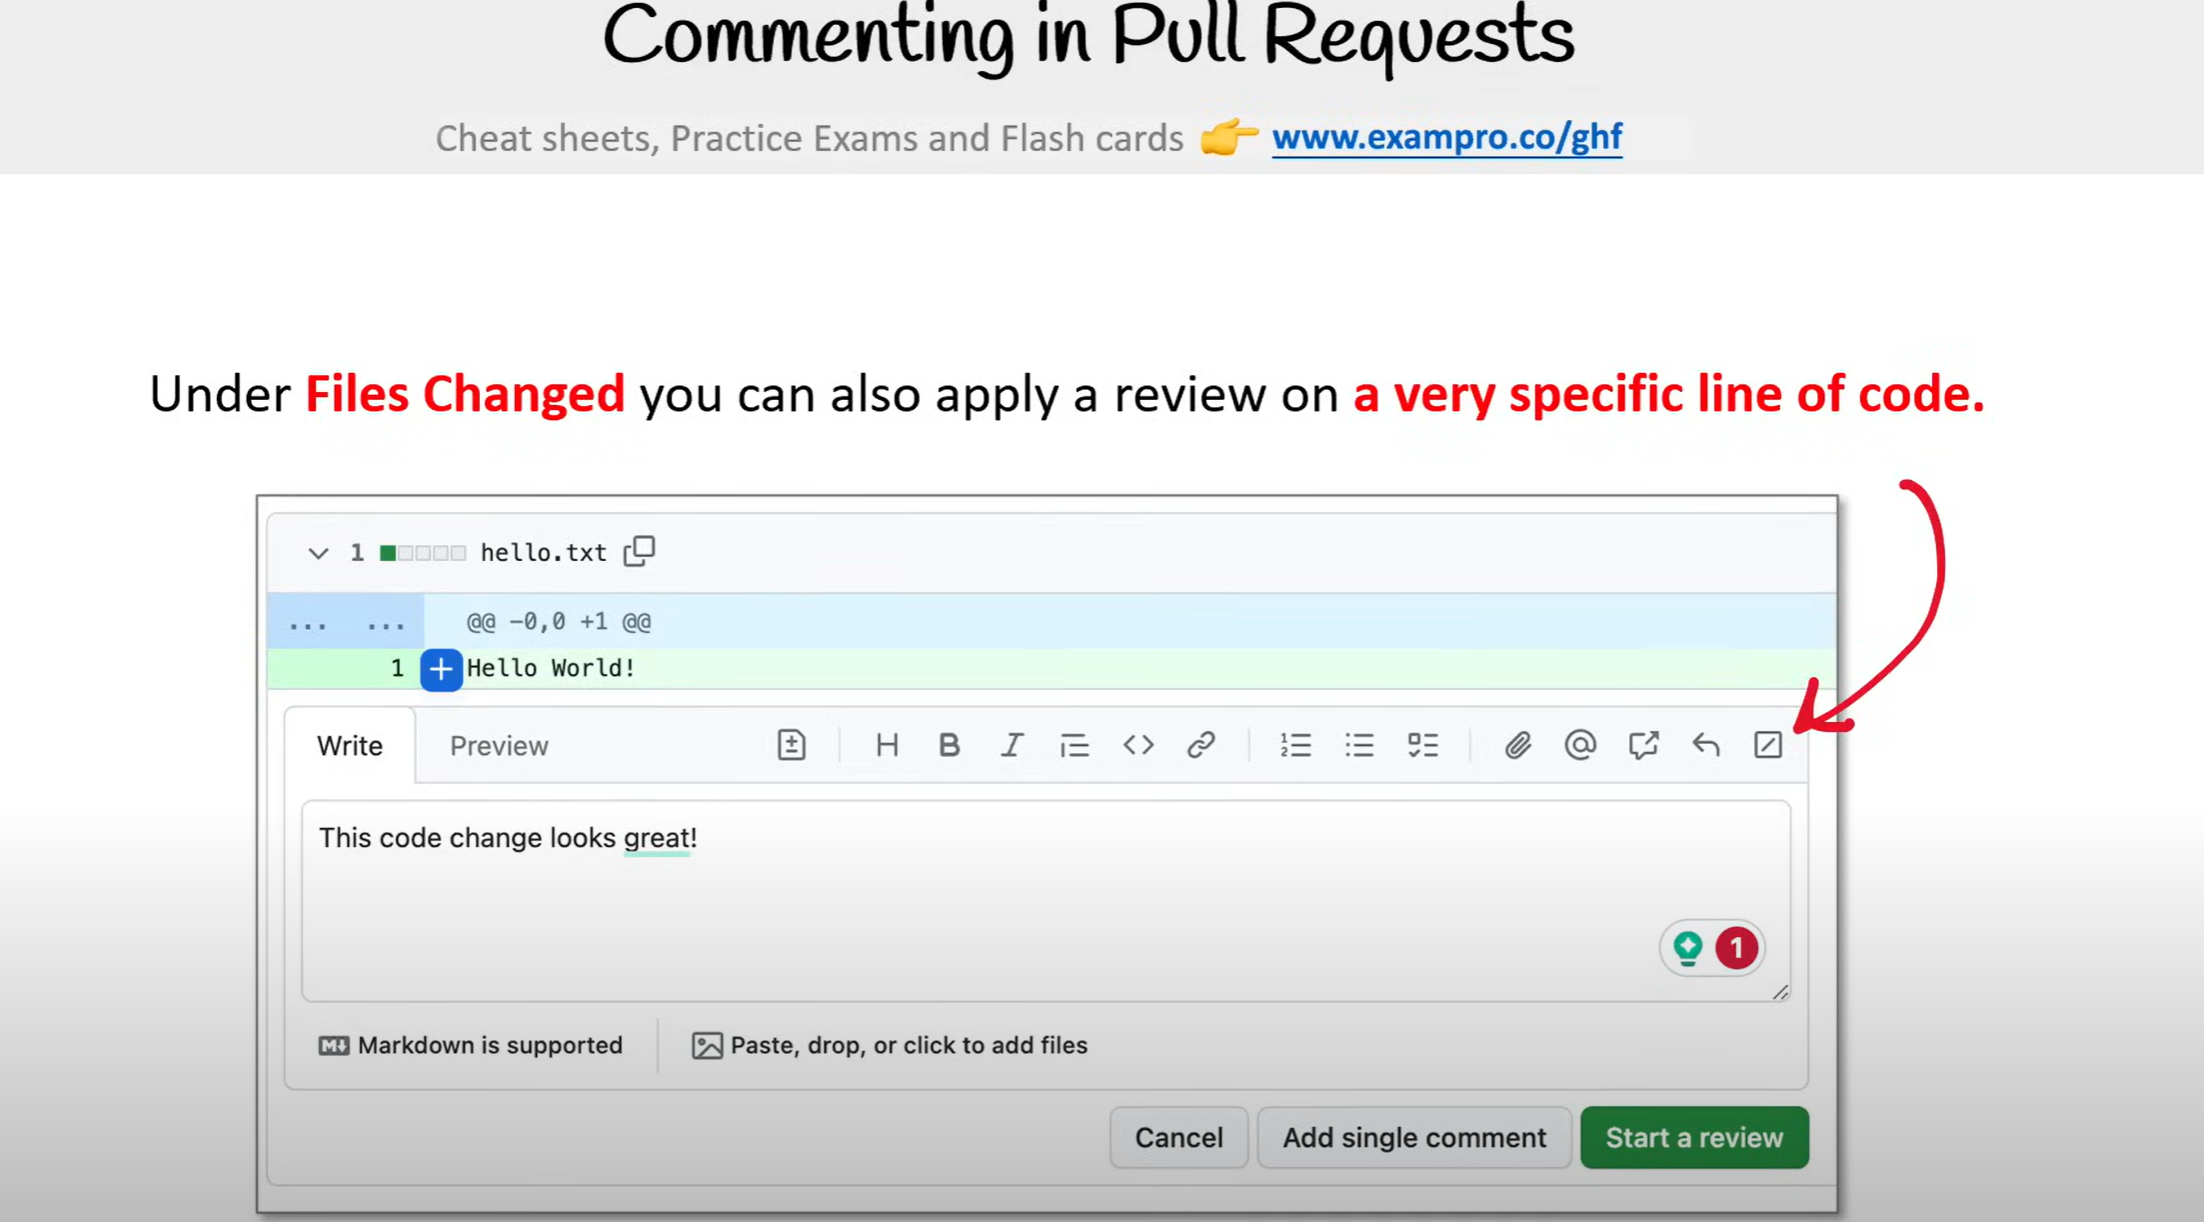 Commenting in Pull Requests
Cheat sheets, Practice Exams and Flash cards 👉 www.exampro.co/ghf
Under Files Changed you can also apply a review on a very specific line of code.
1 hello.txt
... ... @@ -0,0 +1 @@
1 + Hello World!
Write Preview H B I
This code change looks great!
1
Markdown is supported Paste, drop, or click to add files
Cancel Add single comment Start a review